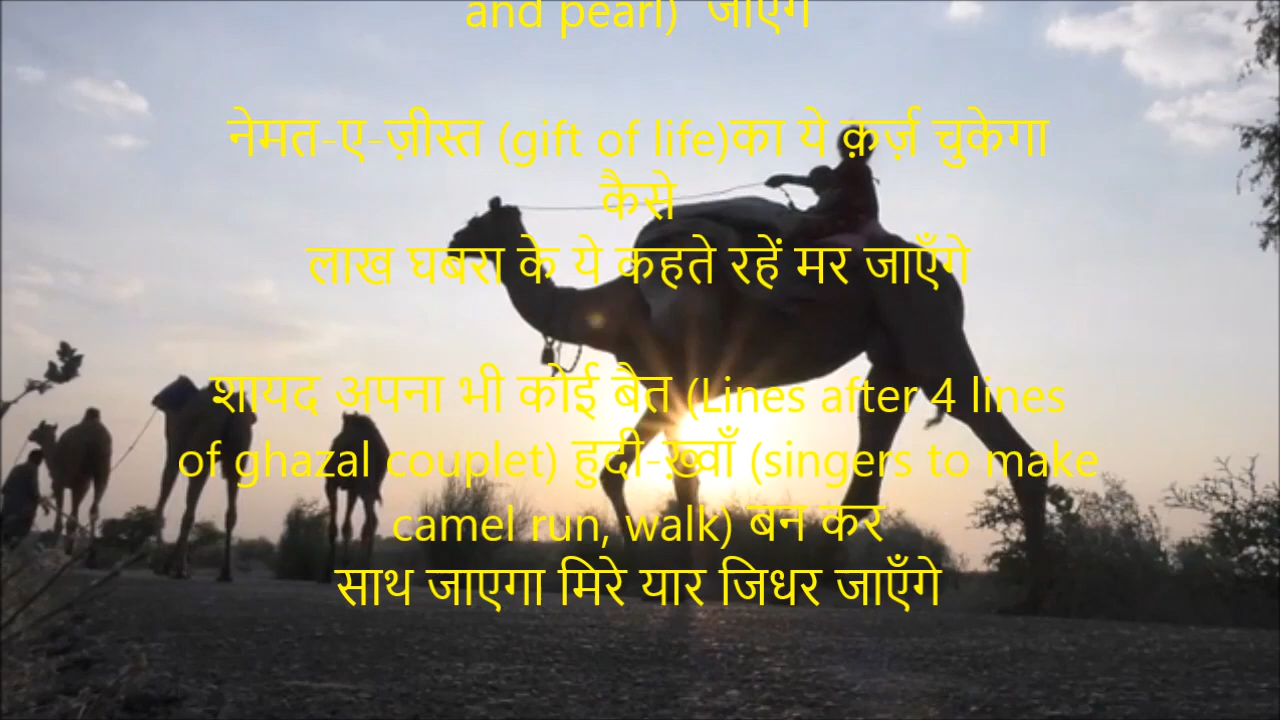 and pearl) जाएँगे
नेमत-ए-ज़ीस्त (gift of life)का ये क़र्ज़ चुकेगा
कैसे
लाख घबरा के ये कहते रहें मर जाएँगे
शायद अपना भी कोई बैत (Lines after 4 lines
of ghazal couplet) हुदी-ख़्वाँ (singers to make
camel run, walk) बन कर
साथ जाएगा मिरे यार जिधर जाएँगे